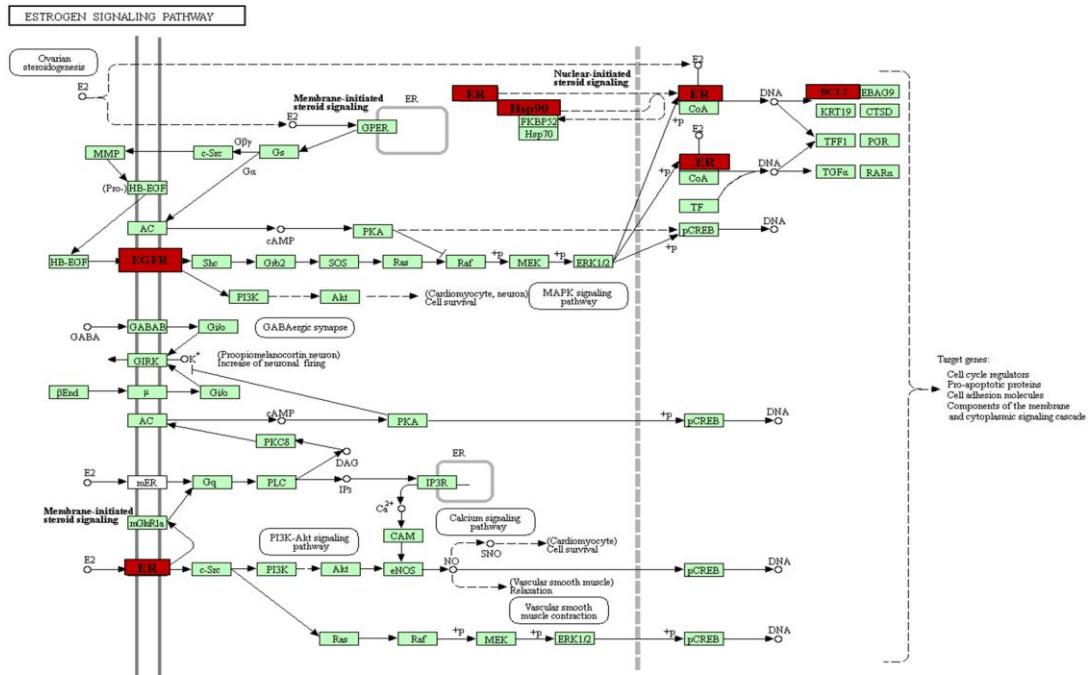 ESTROGEN SIGNALING PATHWAY
Ovarian
steroidogenesis
E2
E2
Membrane-initiated
steroid signaling
ER
GPER
Nuclear-initiated
steroid signaling
ER
Hsp90
FKBP52
Hsp70
E2
ER
CoA
+p
DNA
BCL2
EBAG9
KRT19
CTSD
TFF1
PGR
TGFα
RARα
E2
ER
CoA
+p
DNA
TF
MMP
c-Src
Gβγ
Gs
Gα
(Pro-)
HB-EGF
AC
cAMP
PKA
pCREB
DNA
+p
HB-EGF
EGFR
Shc
Grb2
SOS
Ras
Raf
+p
MEK
+p
ERK1/2
PI3K
Akt
(Cardiomyocyte, neuron)
Cell survival
MAPK signaling
pathway
GABA
GABAB
Gi/o
GABAergic synapse
GIRK
K+
(Proopiomelanocortin neuron)
Increase of neuronal firing
βEnd
μ
Gi/o
AC
cAMP
PKA
+p
pCREB
DNA
PKCδ
DAG
E2
mER
Gq
PLC
IP3
ER
IP3R
Ca2+
Membrane-initiated
steroid signaling
mGluR1a
CAM
PI3K-Akt signaling
pathway
Calcium signaling
pathway
E2
ER
c-Src
PI3K
Akt
eNOS
NO
SNO
(Cardiomyocyte)
Cell survival
(Vascular smooth muscle)
Relaxation
Vascular smooth
muscle contraction
pCREB
DNA
Ras
Raf
+p
MEK
+p
ERK1/2
+p
pCREB
DNA
Target genes:
Cell cycle regulators
Pro-apoptotic proteins
Cell adhesion molecules
Components of the membrane
and cytoplasmic signaling cascade